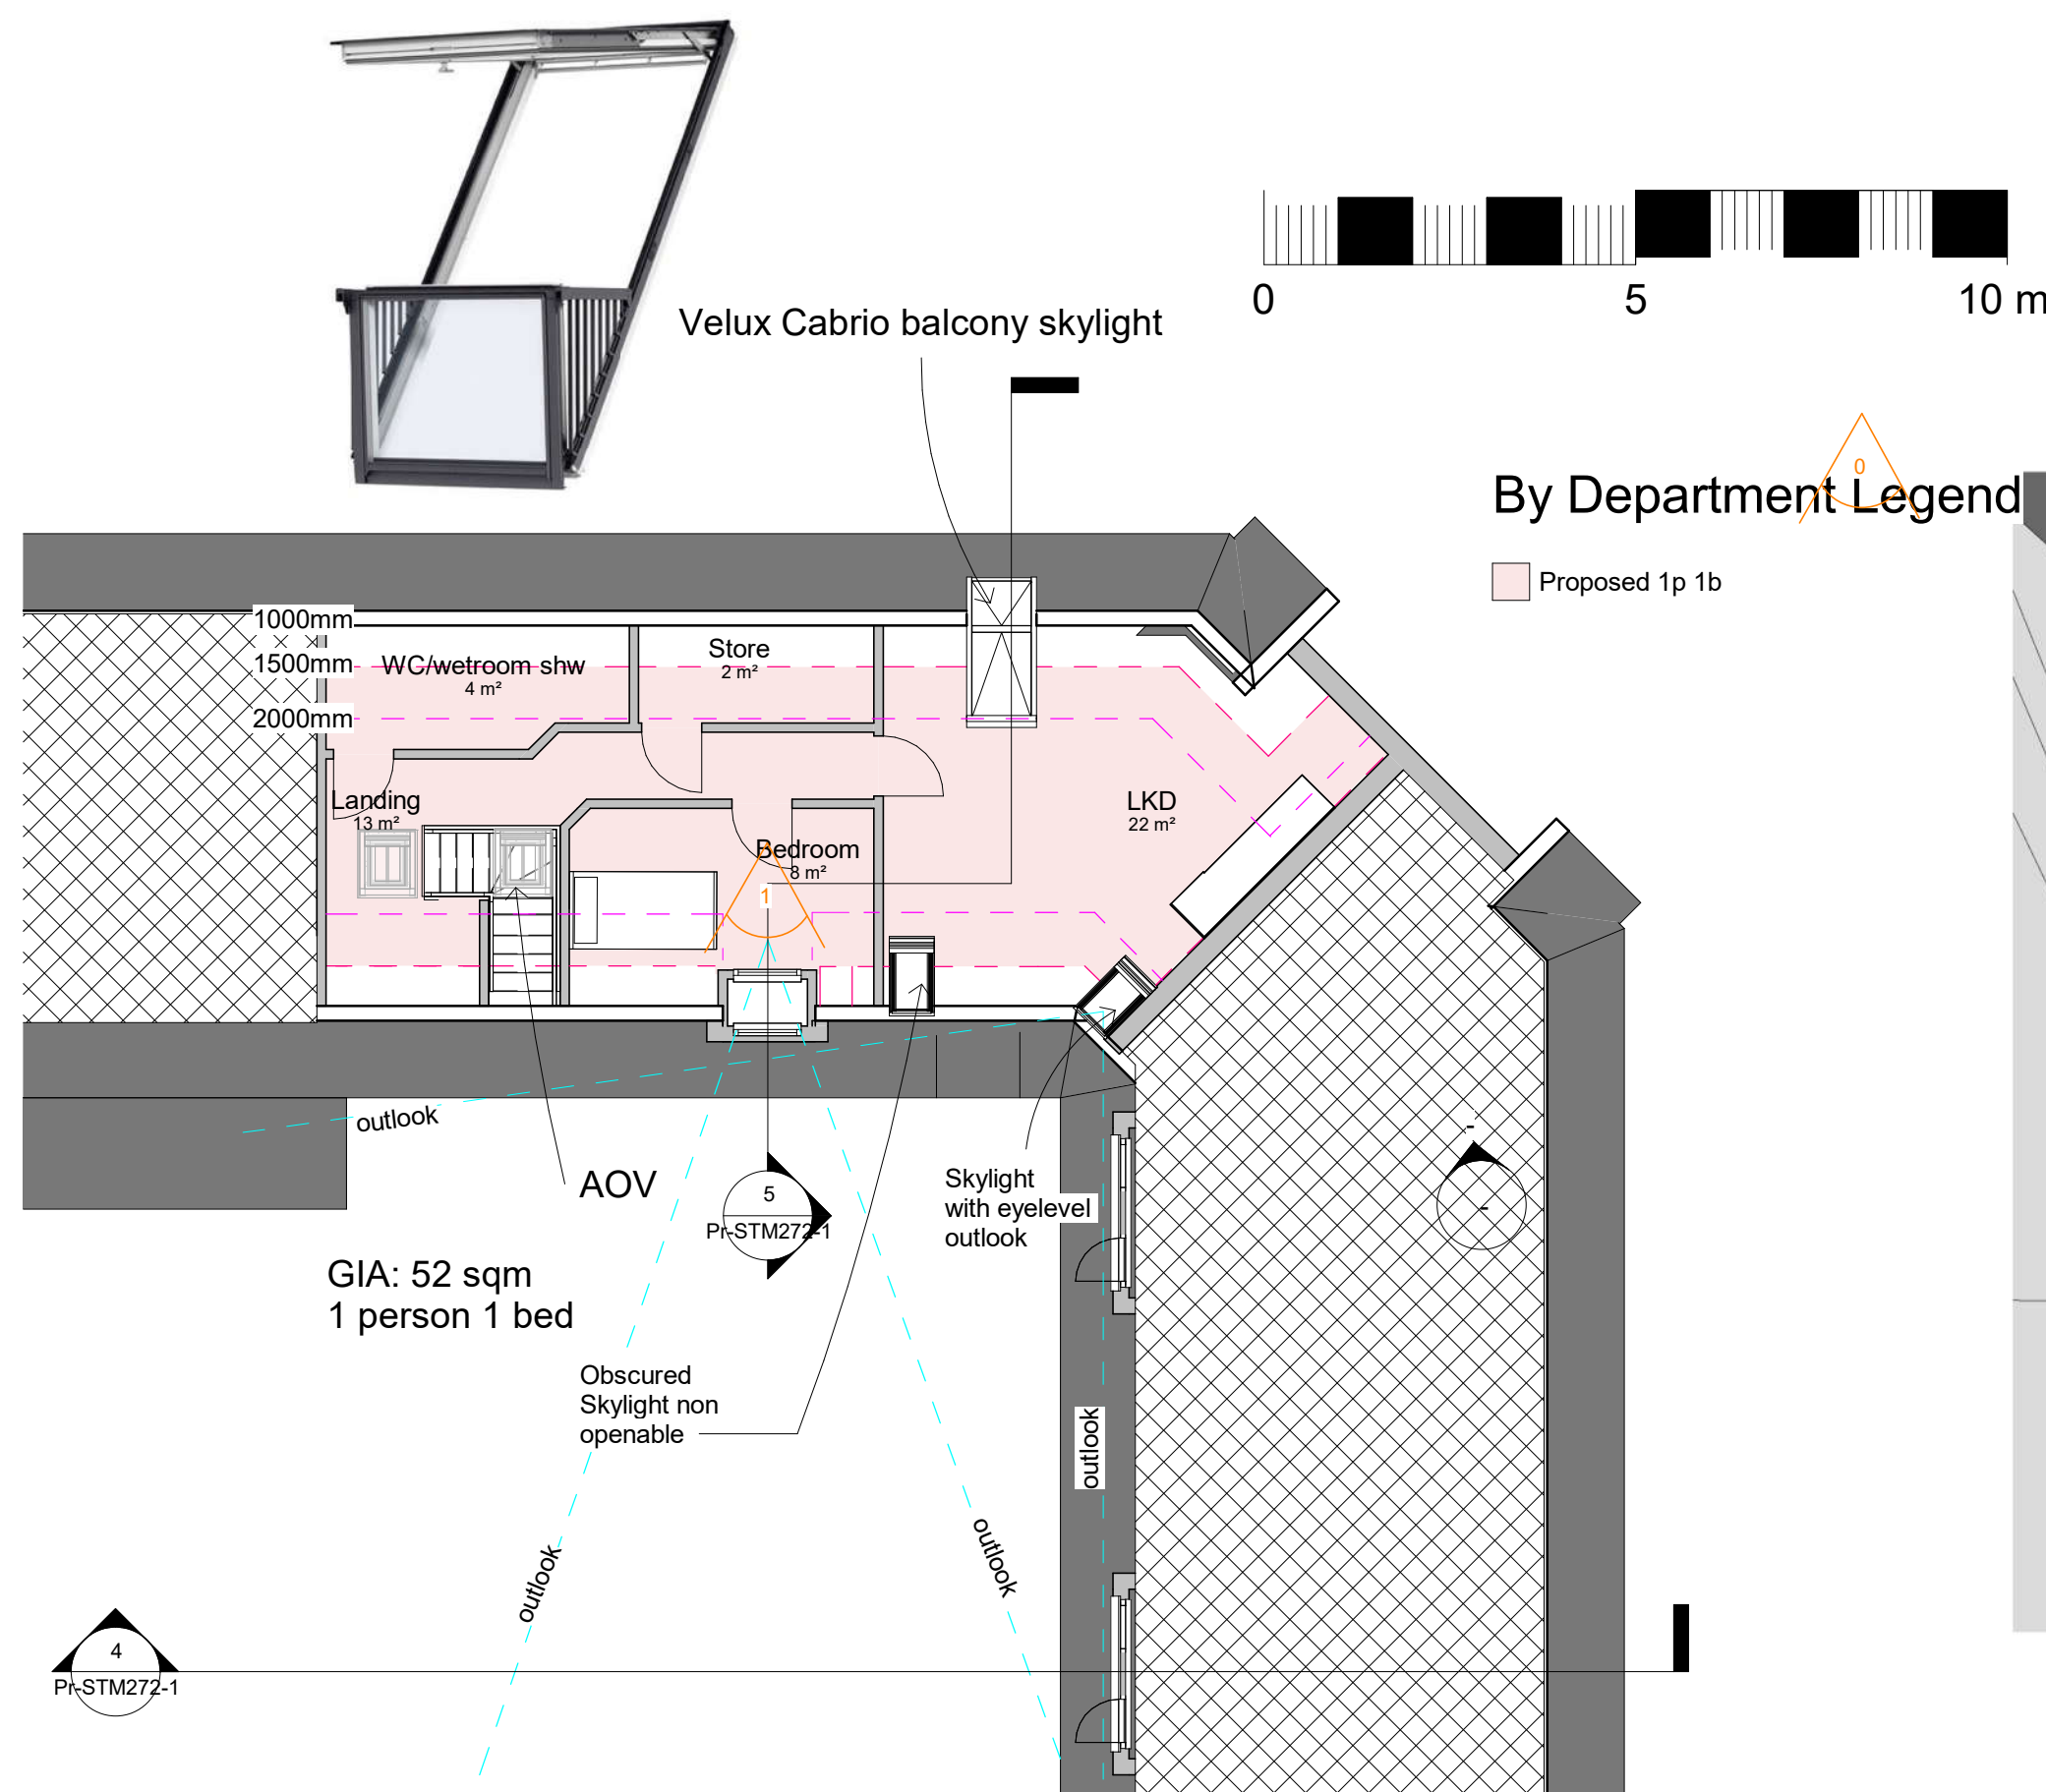 Velux Cabrio balcony skylight
0
5
10 m
By Department Legend
0
Proposed 1p 1b
1000mm
1500mm
2000mm
WC/wetroom shw
4 m²
Store
2 m²
Landing
13 m²
Bedroom
8 m²
1
LKD
22 m²
outlook
AOV
5
Pr-STM272-1
Skylight
with eyelevel
outlook
-
-
GIA: 52 sqm
1 person 1 bed
Obscured
Skylight non
openable
outlook
outlook
outlook
4
Pr-STM272-1